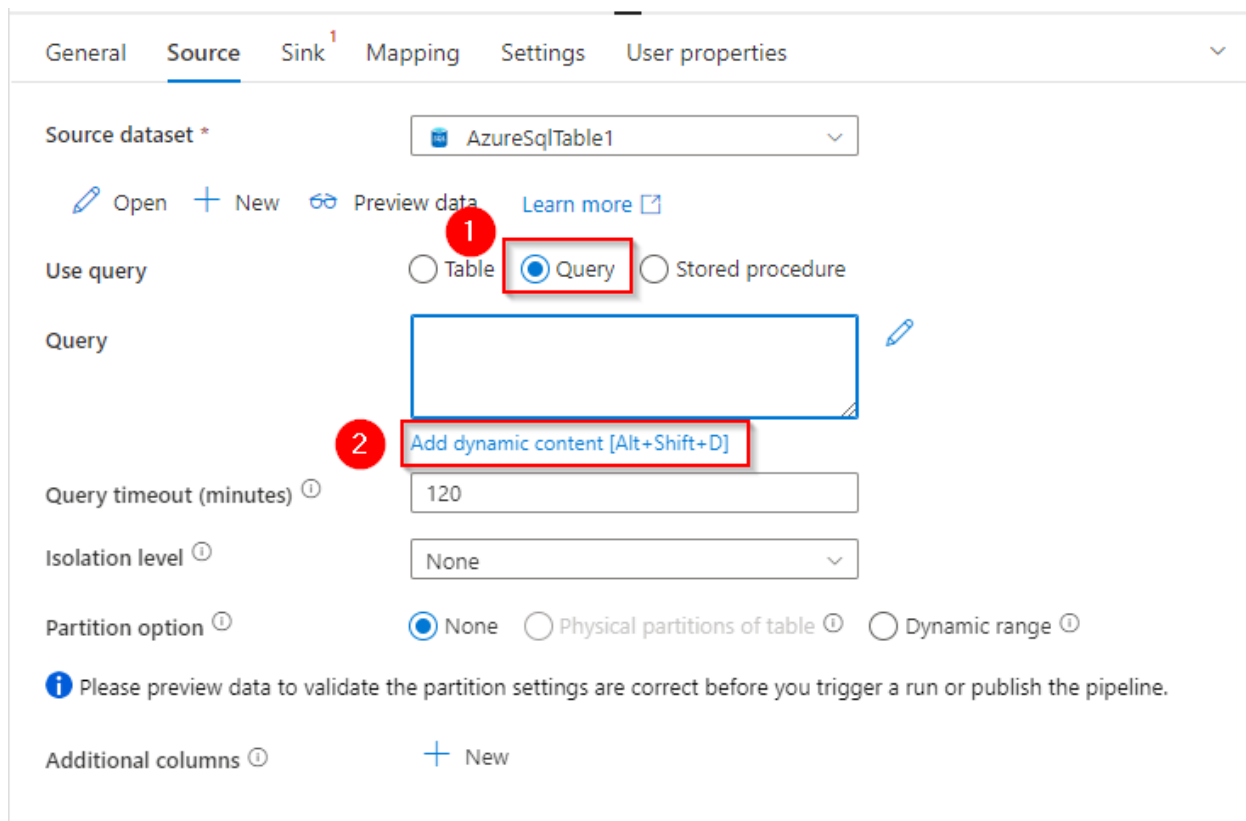 General Source Sink 1 Mapping Settings User properties
Source dataset * AzureSqlTable1
Open New Preview data Learn more
1
Use query Table Query Stored procedure
Query
2 Add dynamic content [Alt+Shift+D]
Query timeout (minutes) 120
Isolation level None
Partition option None Physical partitions of table Dynamic range
Please preview data to validate the partition settings are correct before you trigger a run or publish the pipeline.
Additional columns New